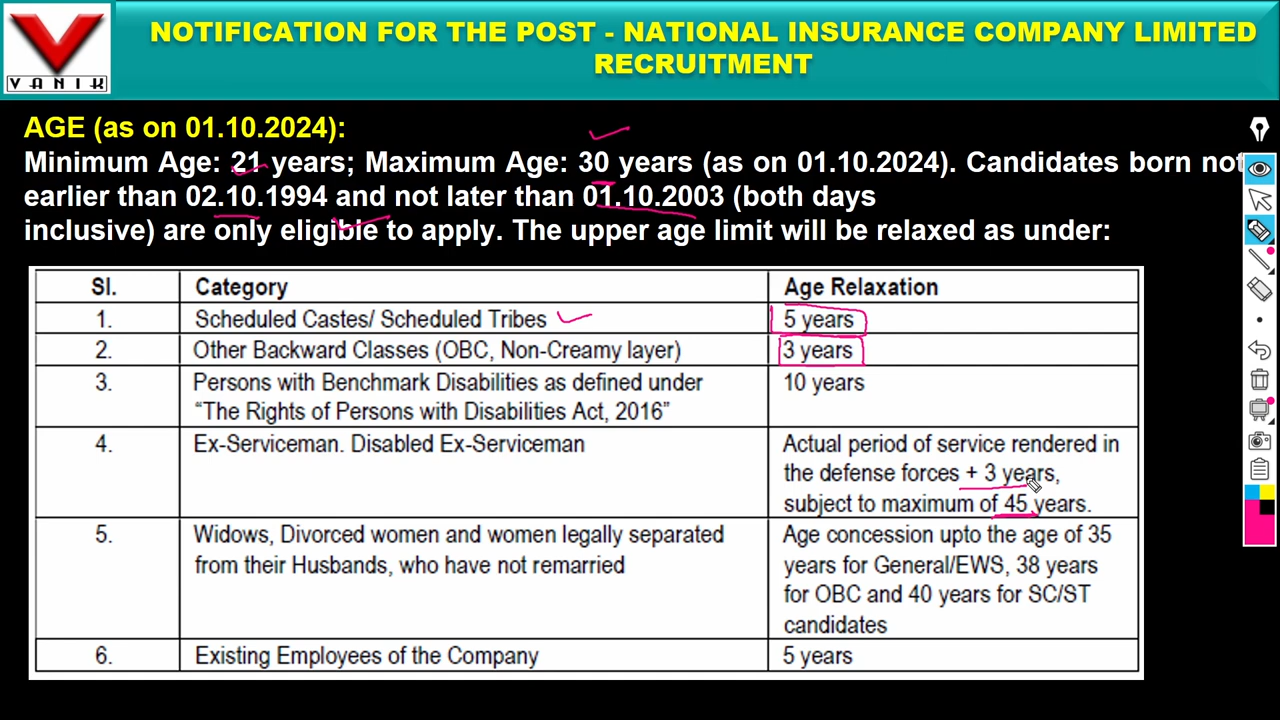 VANIK
NOTIFICATION FOR THE POST - NATIONAL INSURANCE COMPANY LIMITED
RECRUITMENT
AGE (as on 01.10.2024):
Minimum Age: 21 years; Maximum Age: 30 years (as on 01.10.2024). Candidates born not
earlier than 02.10.1994 and not later than 01.10.2003 (both days
inclusive) are only eligible to apply. The upper age limit will be relaxed as under:
Sl. Category Age Relaxation
1. Scheduled Castes/ Scheduled Tribes 5 years
2. Other Backward Classes (OBC, Non-Creamy layer) 3 years
3. Persons with Benchmark Disabilities as defined under 10 years
“The Rights of Persons with Disabilities Act, 2016”
4. Ex-Serviceman. Disabled Ex-Serviceman Actual period of service rendered in
the defense forces + 3 years,
subject to maximum of 45 years.
5. Widows, Divorced women and women legally separated Age concession upto the age of 35
from their Husbands, who have not remarried years for General/EWS, 38 years
for OBC and 40 years for SC/ST
candidates
6. Existing Employees of the Company 5 years